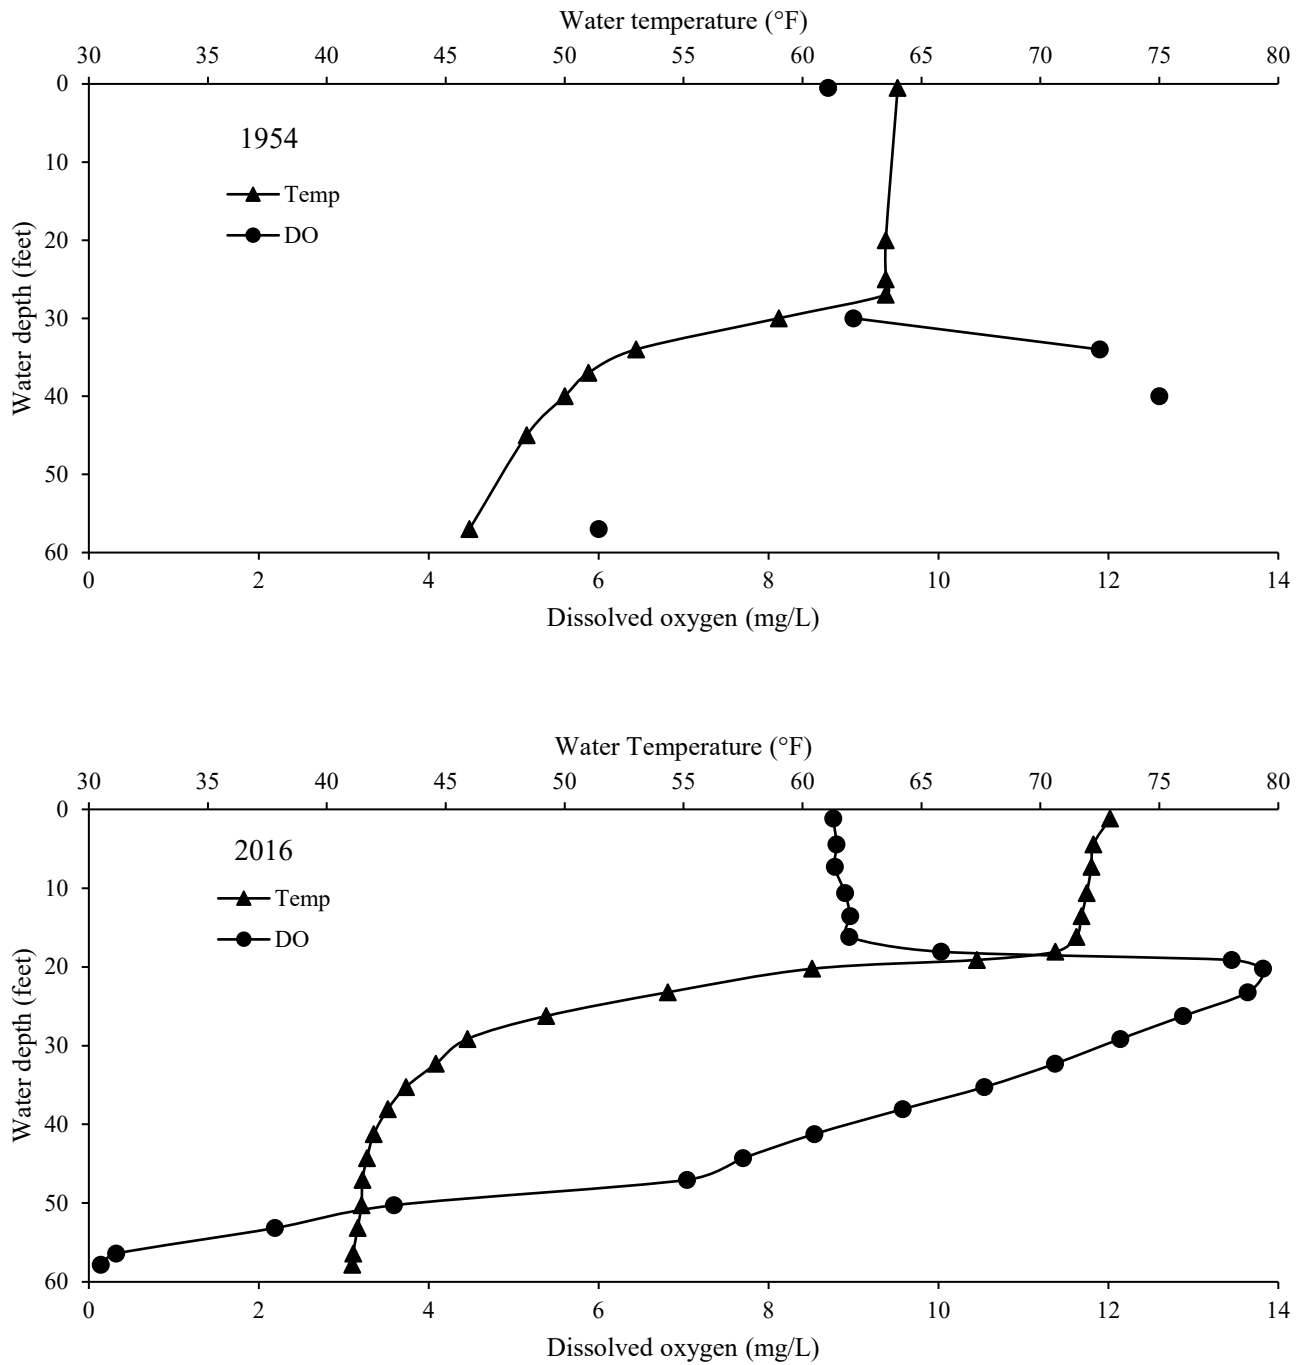 Water temperature (°F)
30 35 40 45 50 55 60 65 70 75 80
0
1954
10
Temp
20
DO
Water depth (feet)
30
40
50
60
0 2 4 6 8 10 12 14
Dissolved oxygen (mg/L)
Water Temperature (°F)
30 35 40 45 50 55 60 65 70 75 80
0
2016
10
Temp
DO
20
Water depth (feet)
30
40
50
60
0 2 4 6 8 10 12 14
Dissolved oxygen (mg/L)